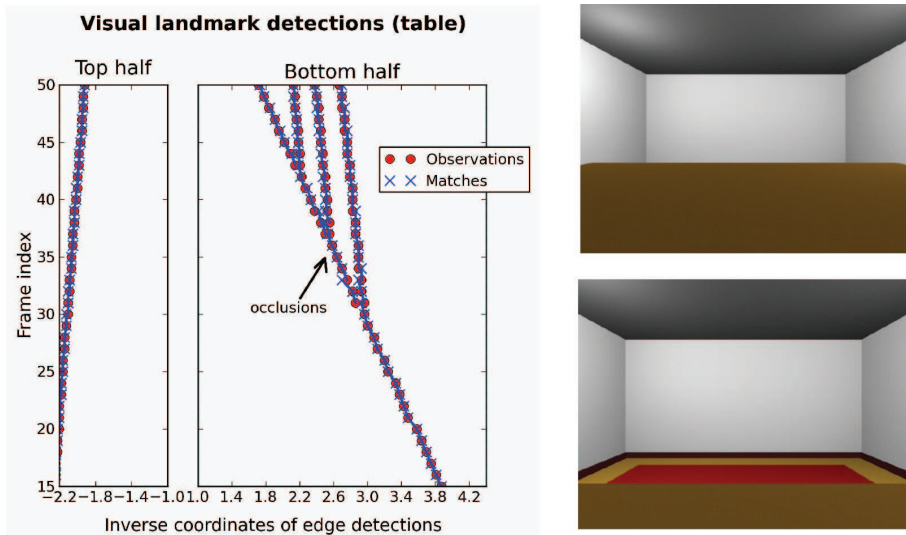 Visual landmark detections (table)
Top half
Bottom half
50
45
40
35
30
25
20
15
Frame index
Observations
Matches
occlusions
−2.2 −1.8 −1.4 −1.0 1.0 1.4 1.8 2.2 2.6 3.0 3.4 3.8 4.2
Inverse coordinates of edge detections